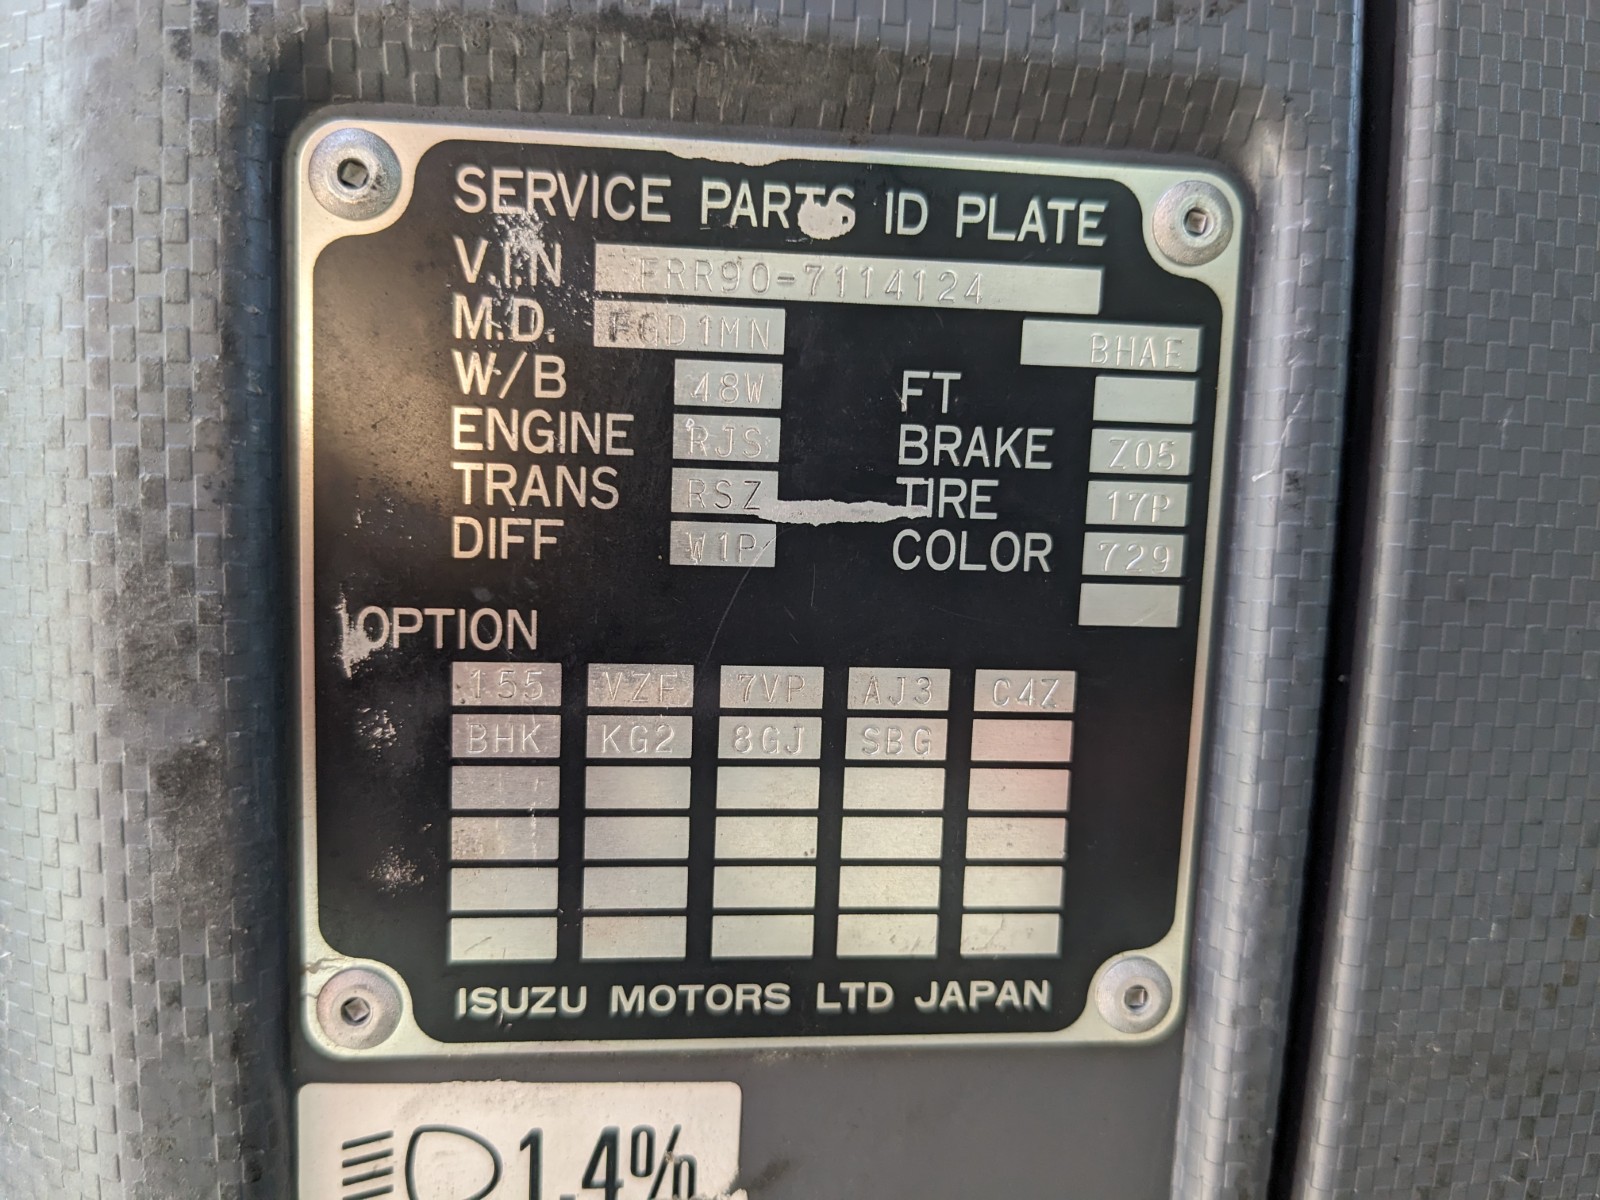 SERVICE PARTS ID PLATE
V.I.N FRR90-7114124
M.D. FGD1MN BHAE
W/B 48W FT
ENGINE RJS BRAKE Z05
TRANS RSZ TIRE 17P
DIFF W1P COLOR 729
OPTION
155 VZF 7VP AJ3 C4Z
BHK KG2 8GJ SBG
ISUZU MOTORS LTD JAPAN
1.4%